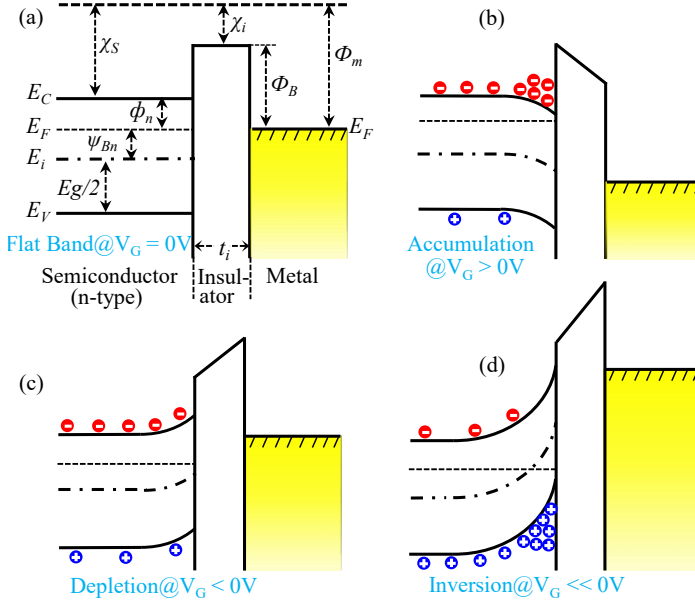 (a)
χS
χi
Φm
ΦB
EC
ϕn
EF
EF
ψBn
Ei
Eg/2
EV
Flat Band@VG = 0V
ti
Semiconductor
(n-type)
Insul-
ator
Metal
(b)
Accumulation
@VG > 0V
(c)
Depletion@VG < 0V
(d)
Inversion@VG << 0V